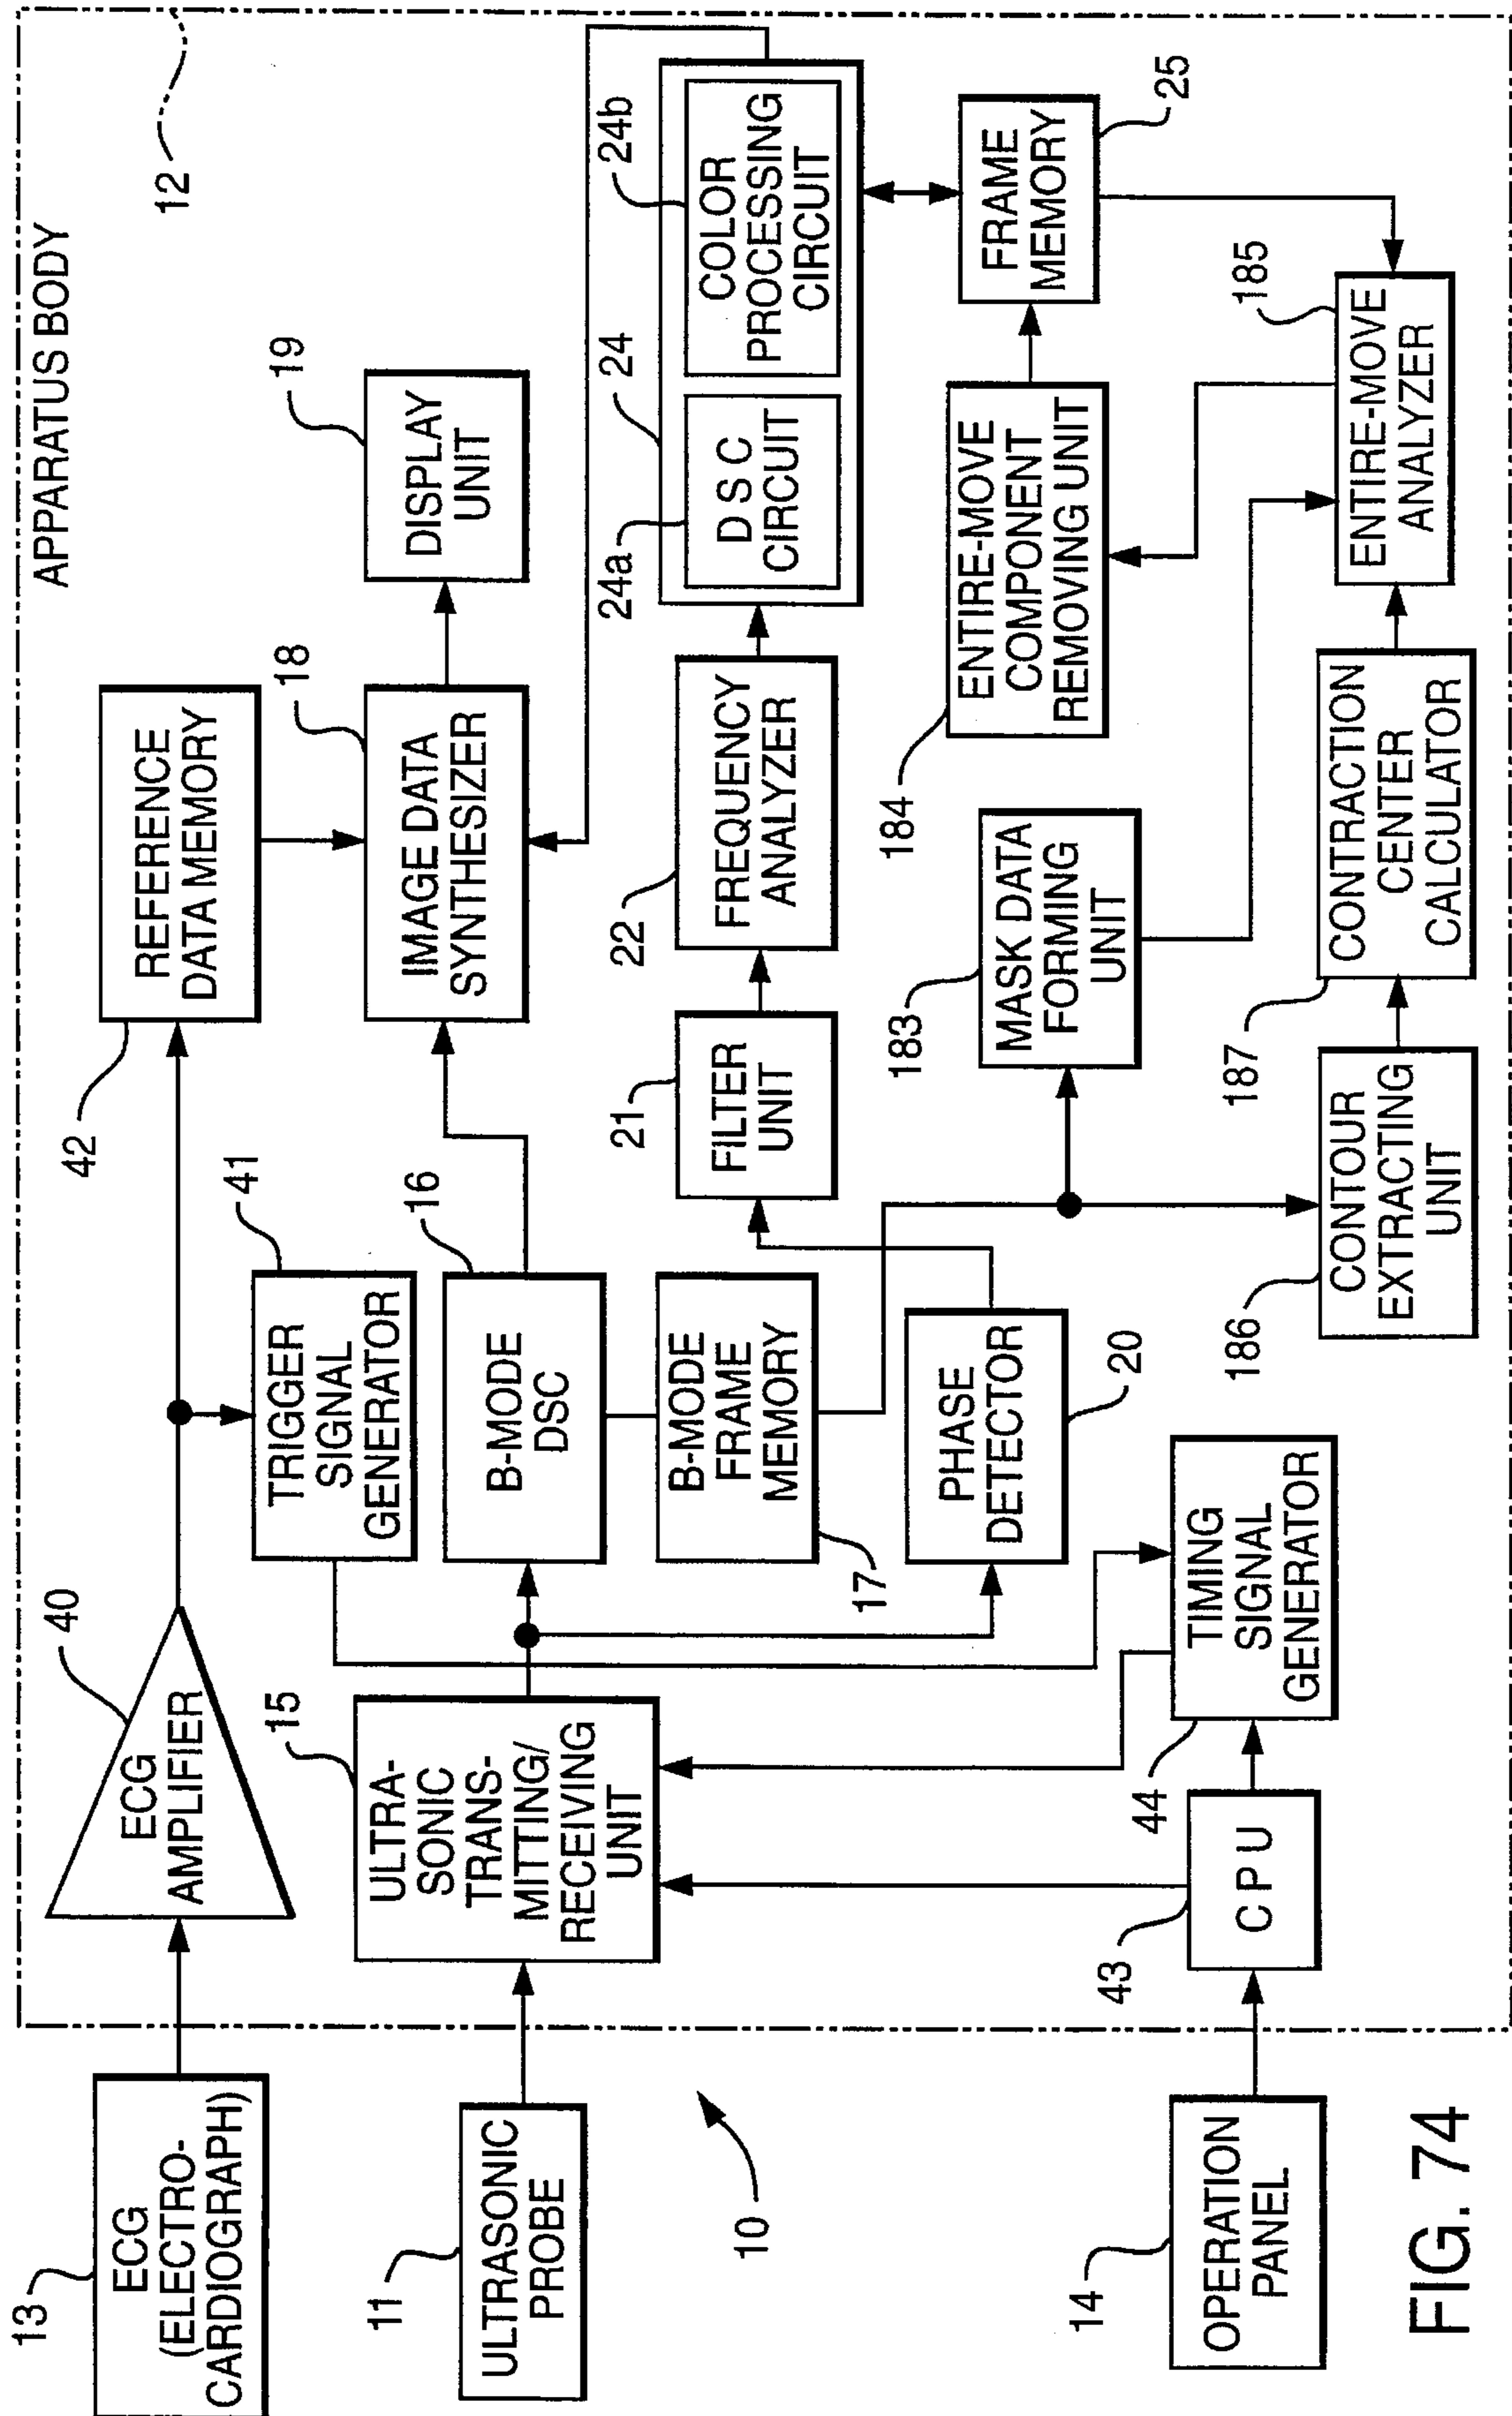 APPARATUS BODY
12
13
ECG
(ELECTRO-
CARDIOGRAPH)
40
ECG
AMPLIFIER
42
REFERENCE
DATA MEMORY
41
TRIGGER
SIGNAL
GENERATOR
11
ULTRASONIC
PROBE
15
ULTRA-
SONIC
TRANS-
MITTING/
RECEIVING
UNIT
16
B-MODE
DSC
18
IMAGE DATA
SYNTHESIZER
19
DISPLAY
UNIT
B-MODE
FRAME
MEMORY
17
21
FILTER
UNIT
22
FREQUENCY
ANALYZER
24
24a
DSC
CIRCUIT
24b
COLOR
PROCESSING
CIRCUIT
10
PHASE
DETECTOR
20
183
MASK DATA
FORMING
UNIT
184
ENTIRE-MOVE
COMPONENT
REMOVING UNIT
FRAME
MEMORY
25
14
OPERATION
PANEL
43
CPU
44
TIMING
SIGNAL
GENERATOR
186
CONTOUR
EXTRACTING
UNIT
187
CONTRACTION
CENTER
CALCULATOR
185
ENTIRE-MOVE
ANALYZER
FIG. 74